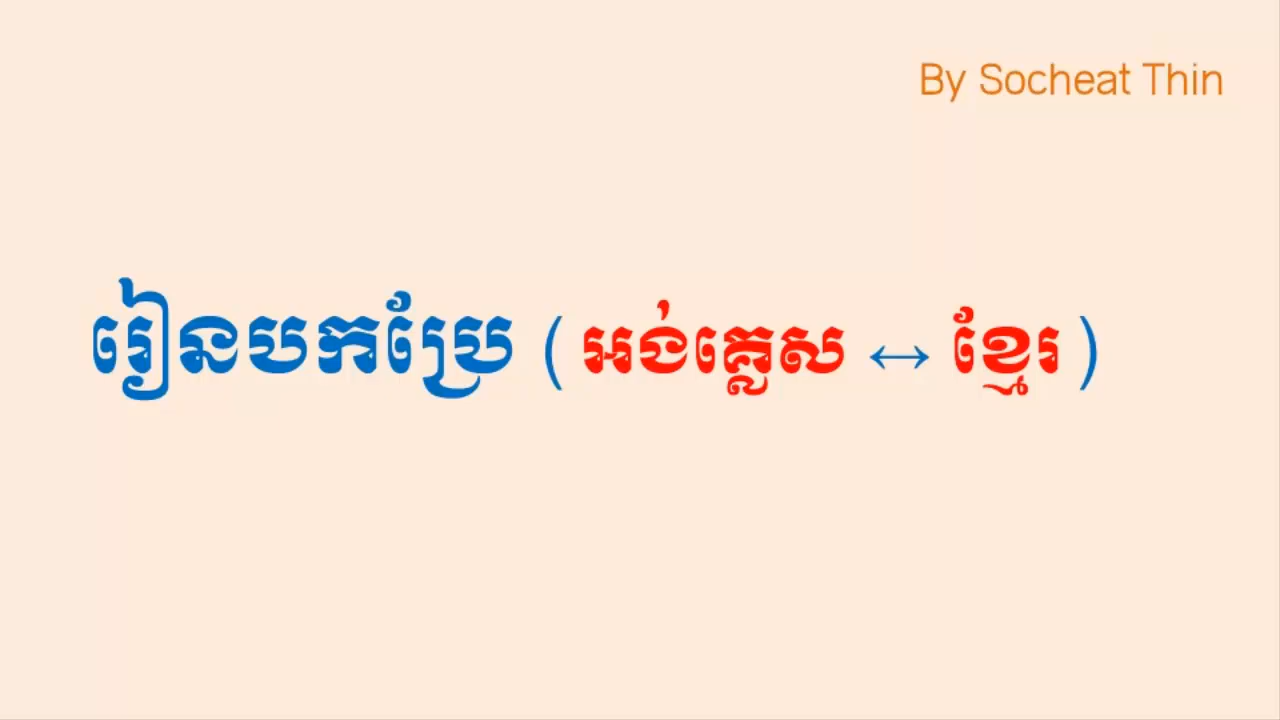 By Socheat Thin
រៀនបកប្រែ ( អង់គ្លេស ↔ ខ្មែរ )